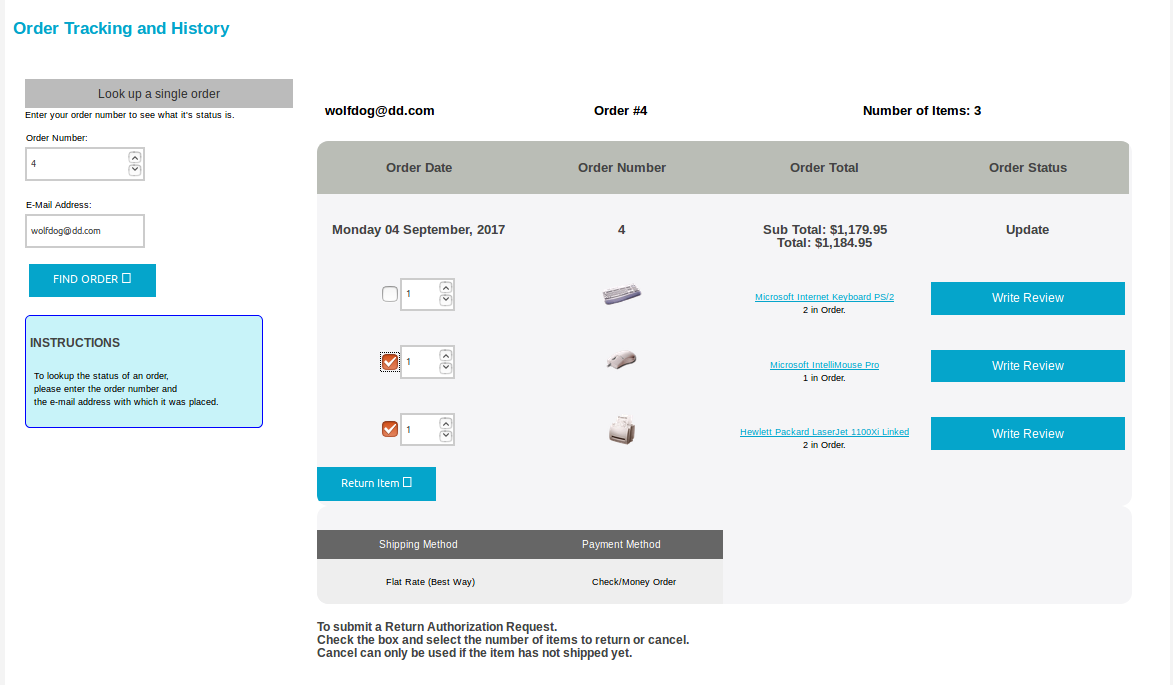 Order Tracking and History
Look up a single order
Enter your order number to see what it's status is.
Order Number:
4
E-Mail Address:
wolfdog@dd.com
FIND ORDER
INSTRUCTIONS
To lookup the status of an order,
please enter the order number and
the e-mail address with which it was placed.
wolfdog@dd.com Order #4 Number of Items: 3
Order Date Order Number Order Total Order Status
Monday 04 September, 2017 4 Sub Total: $1,179.95 Update
Total: $1,184.95
1 Microsoft Internet Keyboard PS/2 Write Review
2 in Order.
1 Microsoft IntelliMouse Pro Write Review
1 in Order.
1 Hewlett Packard LaserJet 1100Xi Linked Write Review
2 in Order.
Return Item
Shipping Method Payment Method
Flat Rate (Best Way) Check/Money Order
To submit a Return Authorization Request.
Check the box and select the number of items to return or cancel.
Cancel can only be used if the item has not shipped yet.